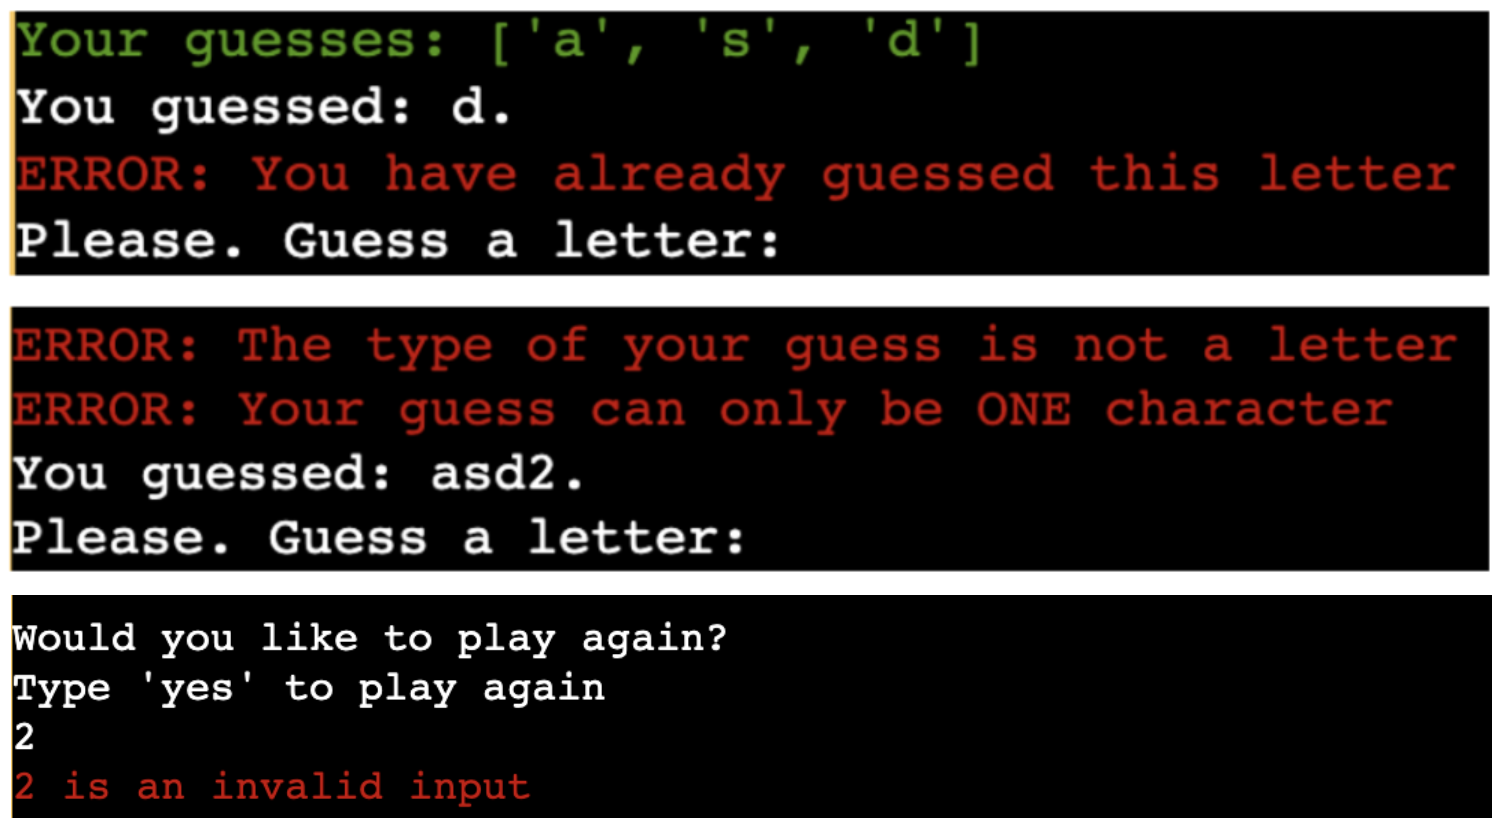 Your guesses: ['a', 's', 'd']
You guessed: d.
ERROR: You have already guessed this letter
Please. Guess a letter:
ERROR: The type of your guess is not a letter
ERROR: Your guess can only be ONE character
You guessed: asd2.
Please. Guess a letter:
Would you like to play again?
Type 'yes' to play again
2
2 is an invalid input